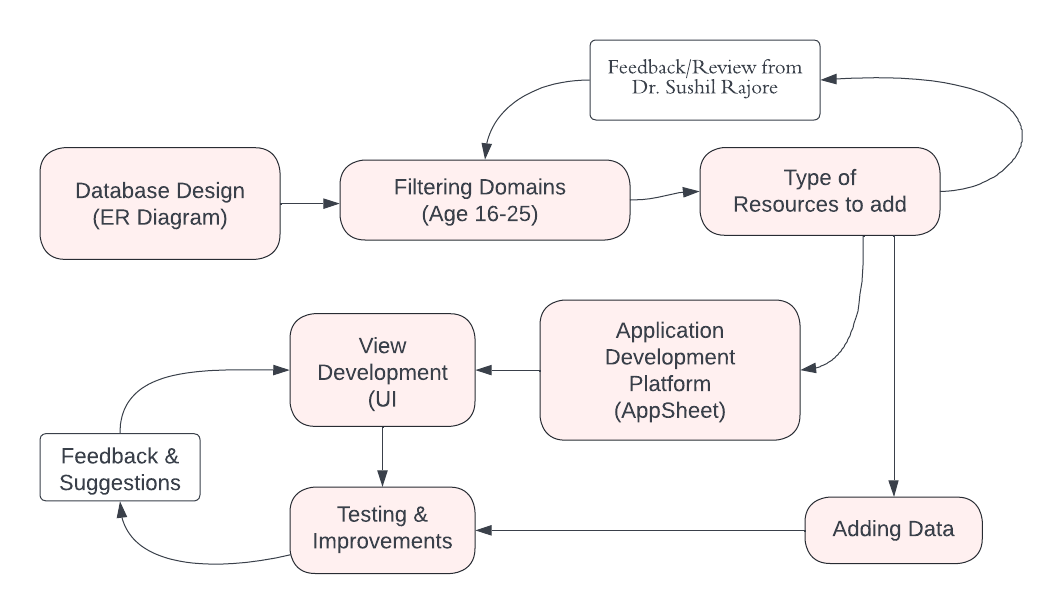 Feedback/Review from
Dr. Sushil Rajore
Database Design
(ER Diagram)
Filtering Domains
(Age 16-25)
Type of
Resources to add
View
Development
(UI
Application
Development
Platform
(AppSheet)
Feedback &
Suggestions
Testing &
Improvements
Adding Data